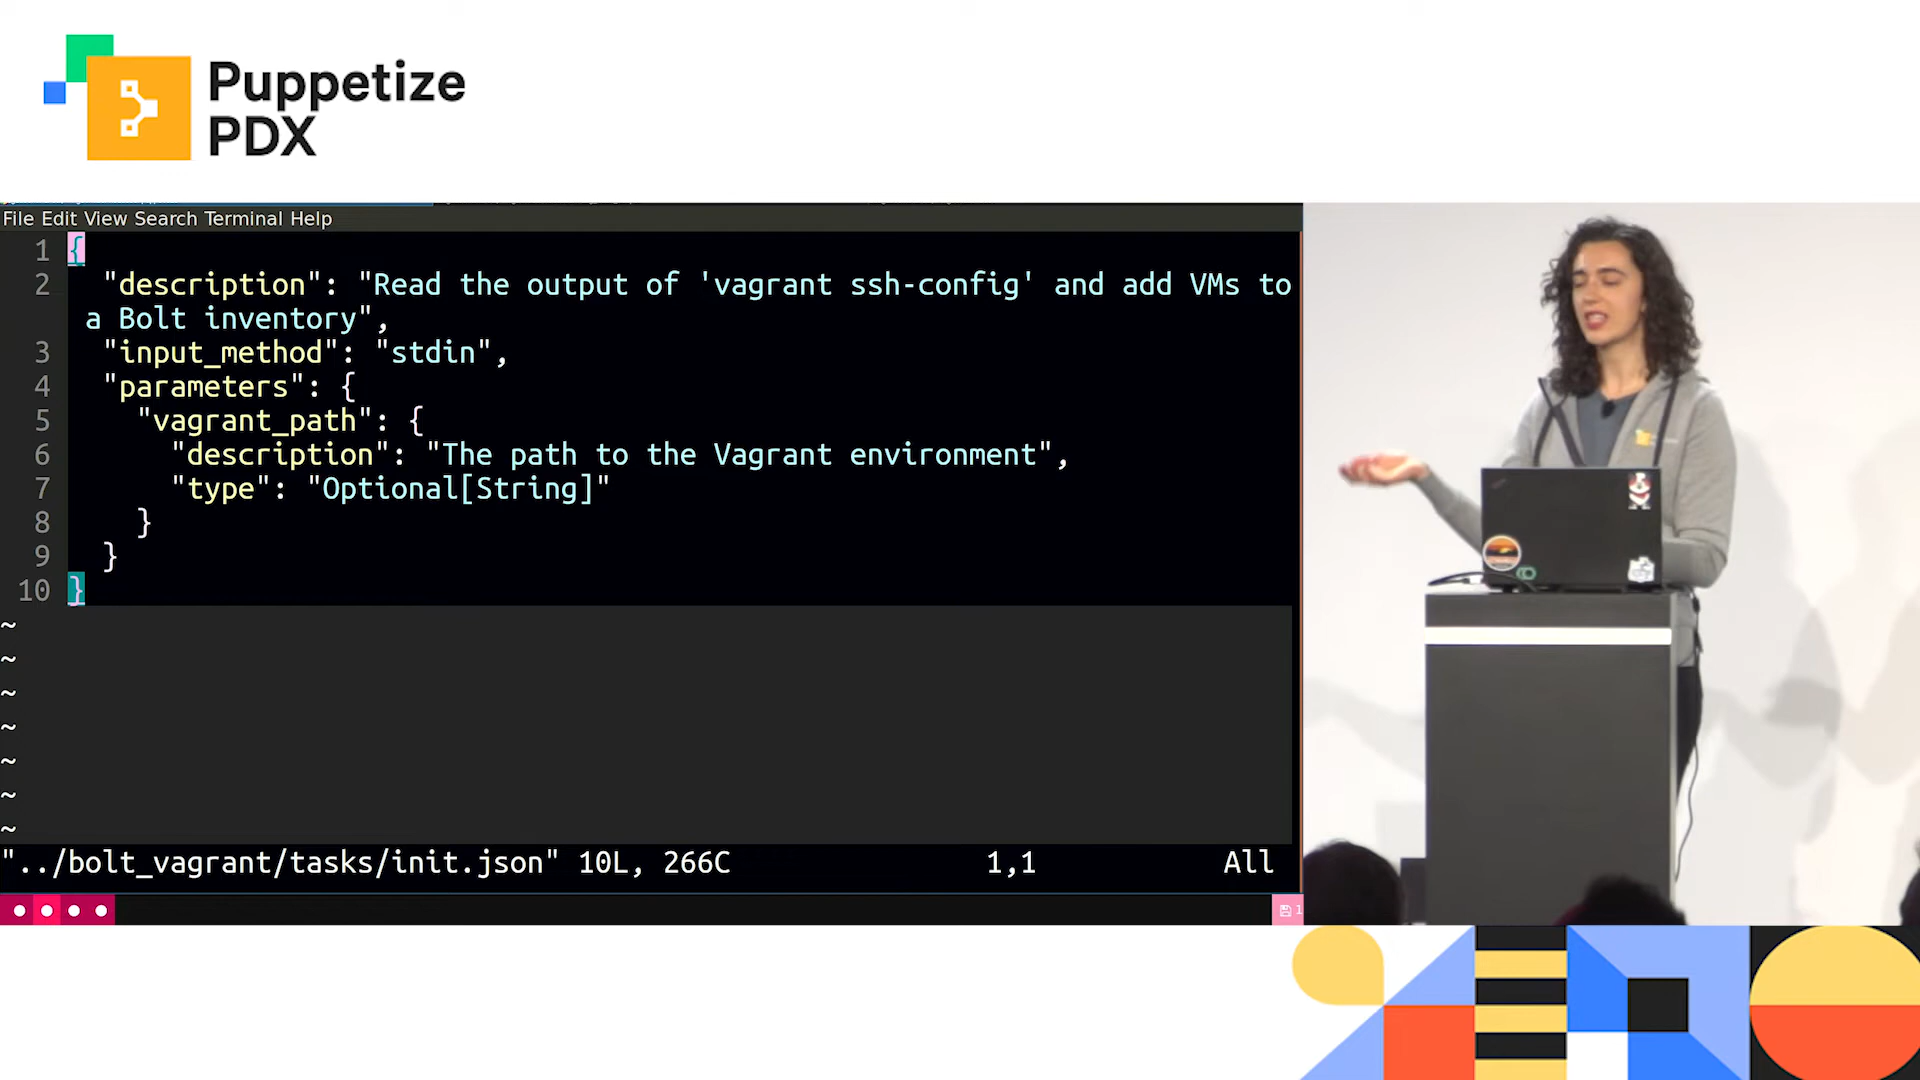 Puppetize
PDX
File Edit View Search Terminal Help
1 {
2 "description": "Read the output of 'vagrant ssh-config' and add VMs to
a Bolt inventory",
3 "input_method": "stdin",
4 "parameters": {
5 "vagrant_path": {
6 "description": "The path to the Vagrant environment",
7 "type": "Optional[String]"
8 }
9 }
10 }
~
~
~
~
~
~
~
"../bolt_vagrant/tasks/init.json" 10L, 266C 1,1 All
1